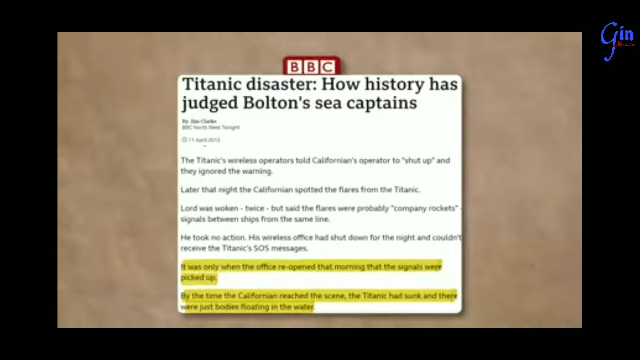 Gin
BBC
Titanic disaster: How history has
judged Bolton's sea captains
By Jim Clarke
BBC North West Tonight
11 April 2012
The Titanic's wireless operators told Californian's operator to "shut up" and
they ignored the warning.
Later that night the Californian spotted the flares from the Titanic.
Lord was woken - twice - but said the flares were probably "company rockets" -
signals between ships from the same line.
He took no action. His wireless office had shut down for the night and couldn't
receive the Titanic's SOS messages.
It was only when the office re-opened that morning that the signals were
picked up.
By the time the Californian reached the scene, the Titanic had sunk and there
were just bodies floating in the water.